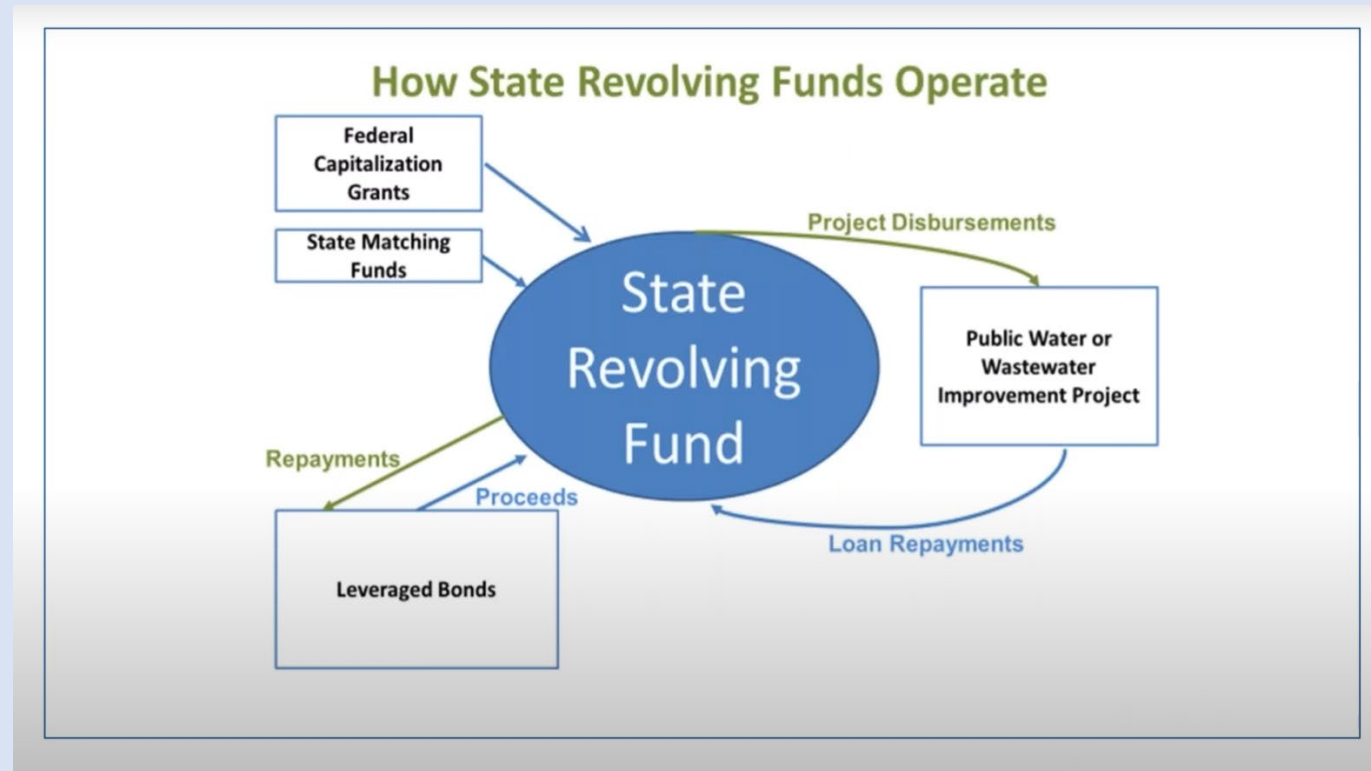 How State Revolving Funds Operate
Federal
Capitalization
Grants
State Matching
Funds
Project Disbursements
State
Revolving
Fund
Public Water or
Wastewater
Improvement Project
Repayments
Proceeds
Loan Repayments
Leveraged Bonds